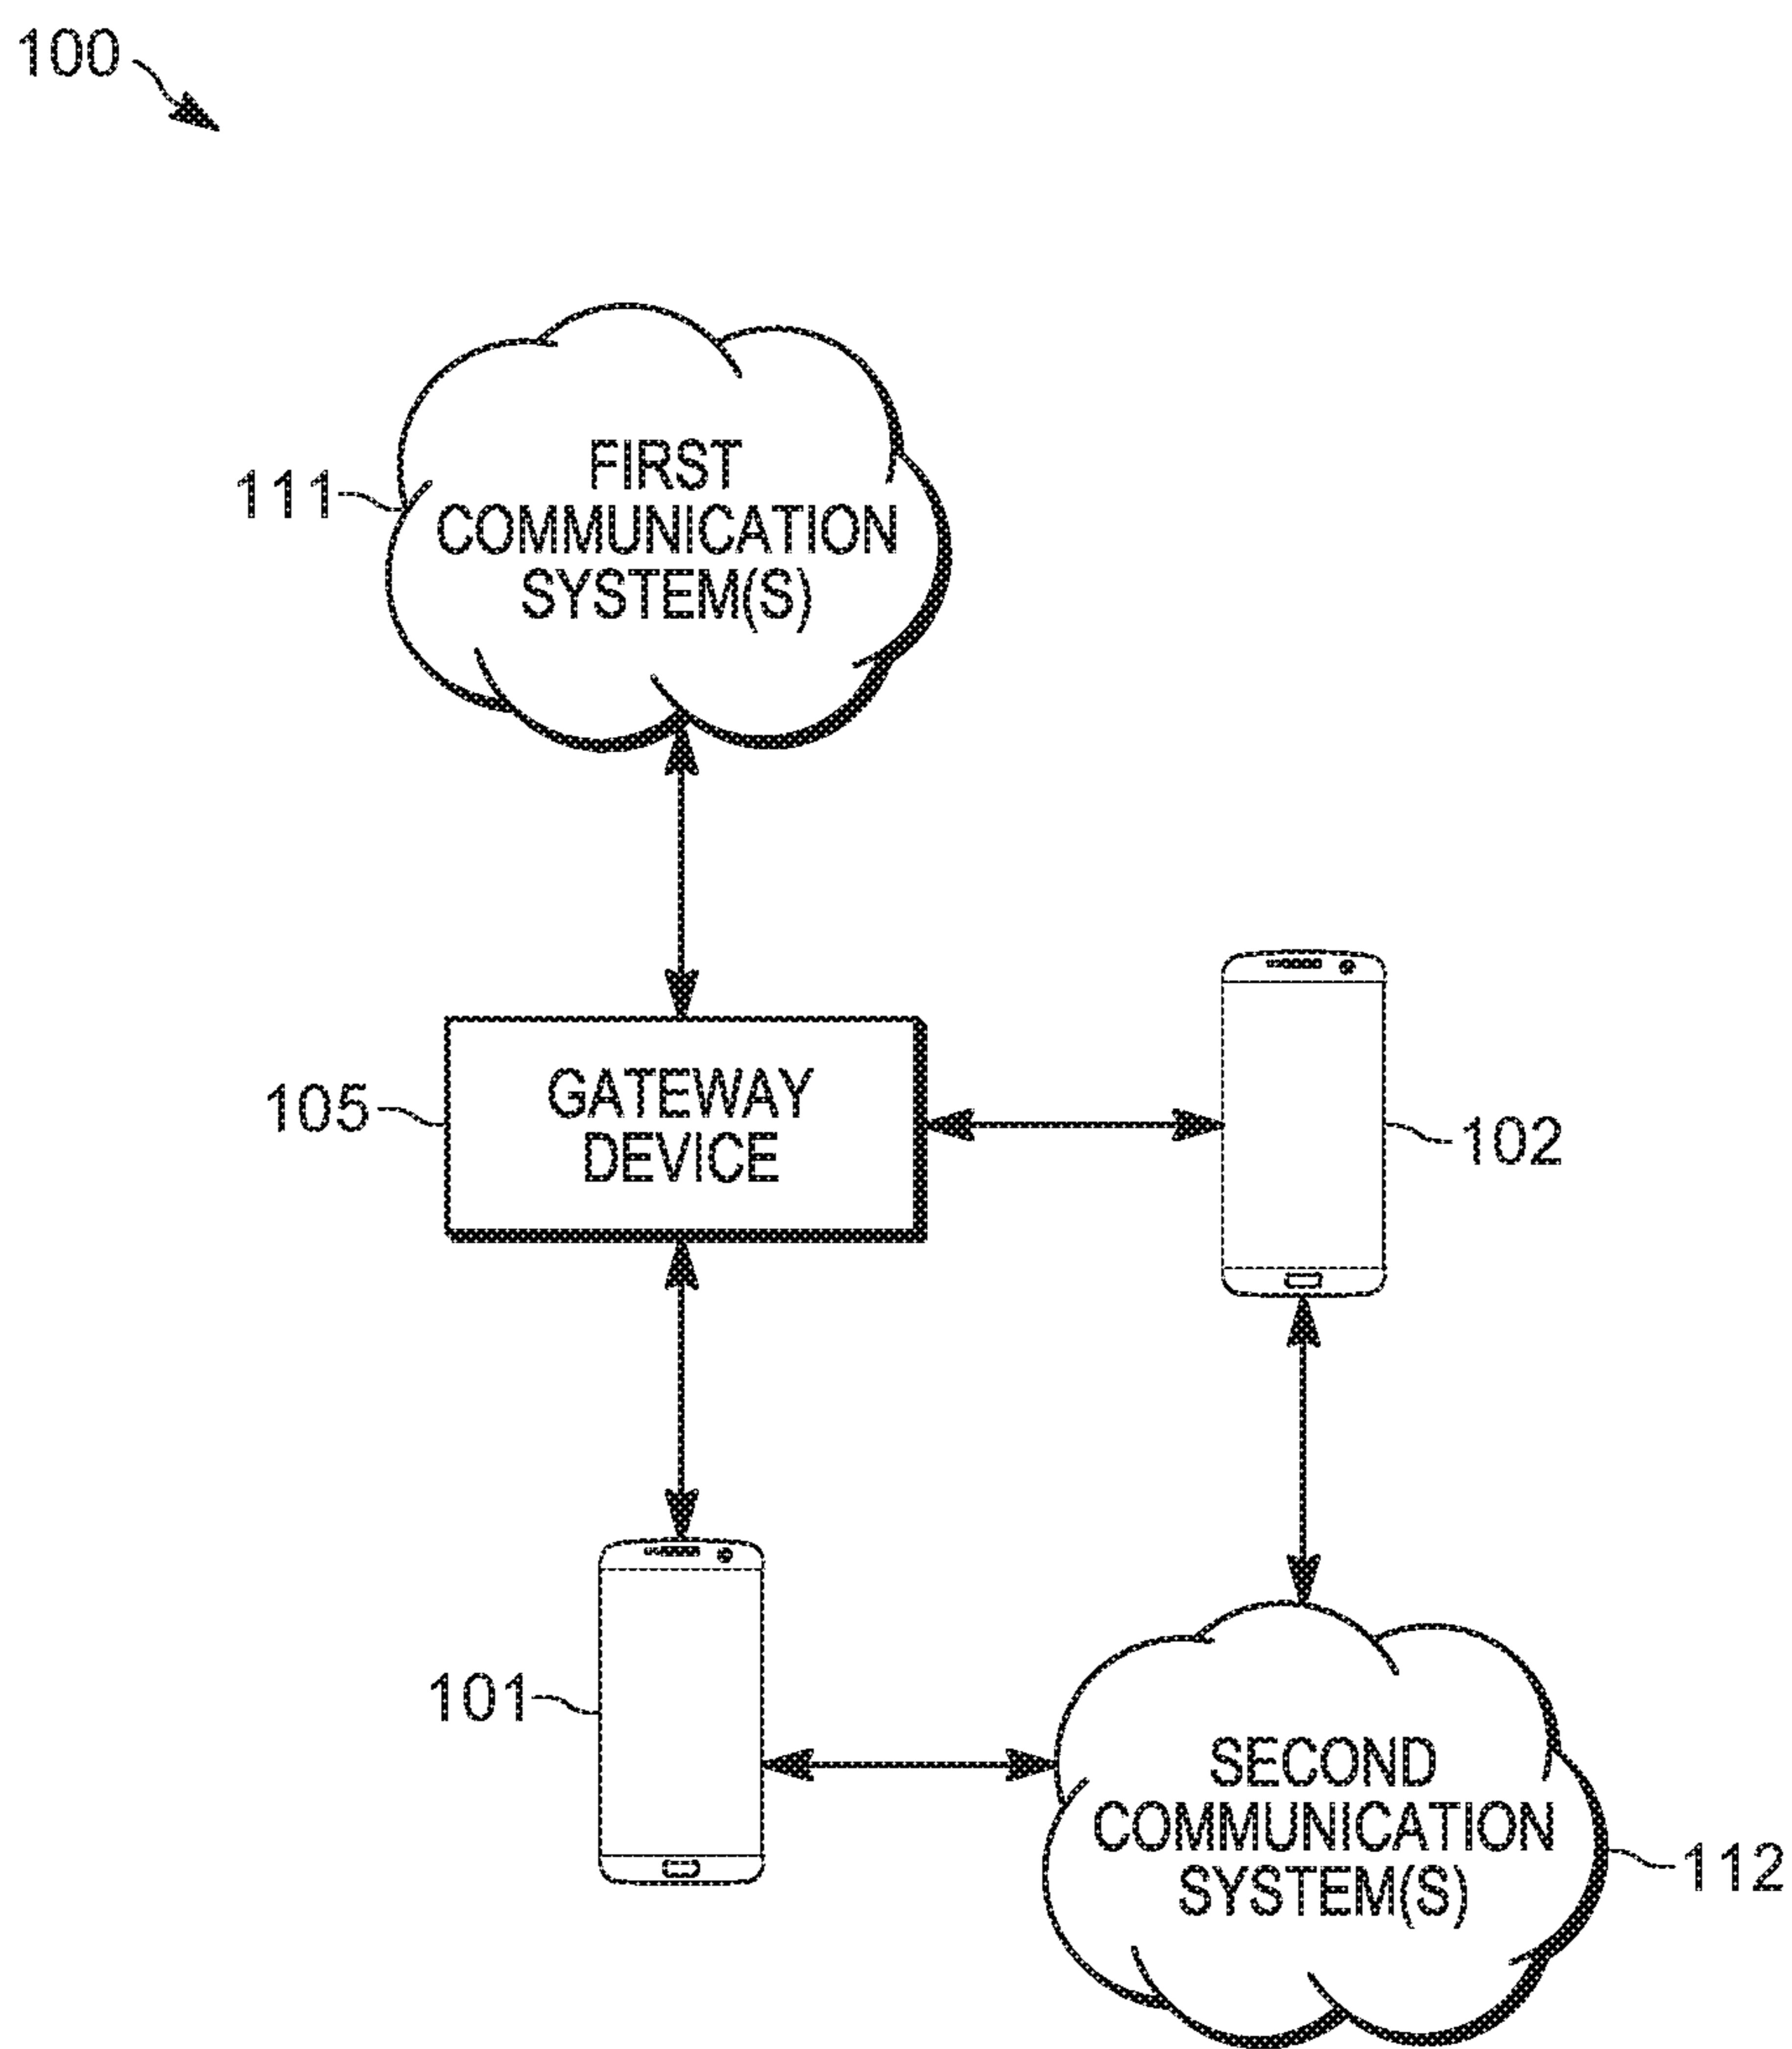 100
111
FIRST
COMMUNICATION
SYSTEM(S)
105
GATEWAY
DEVICE
102
101
SECOND
COMMUNICATION
SYSTEM(S)
112